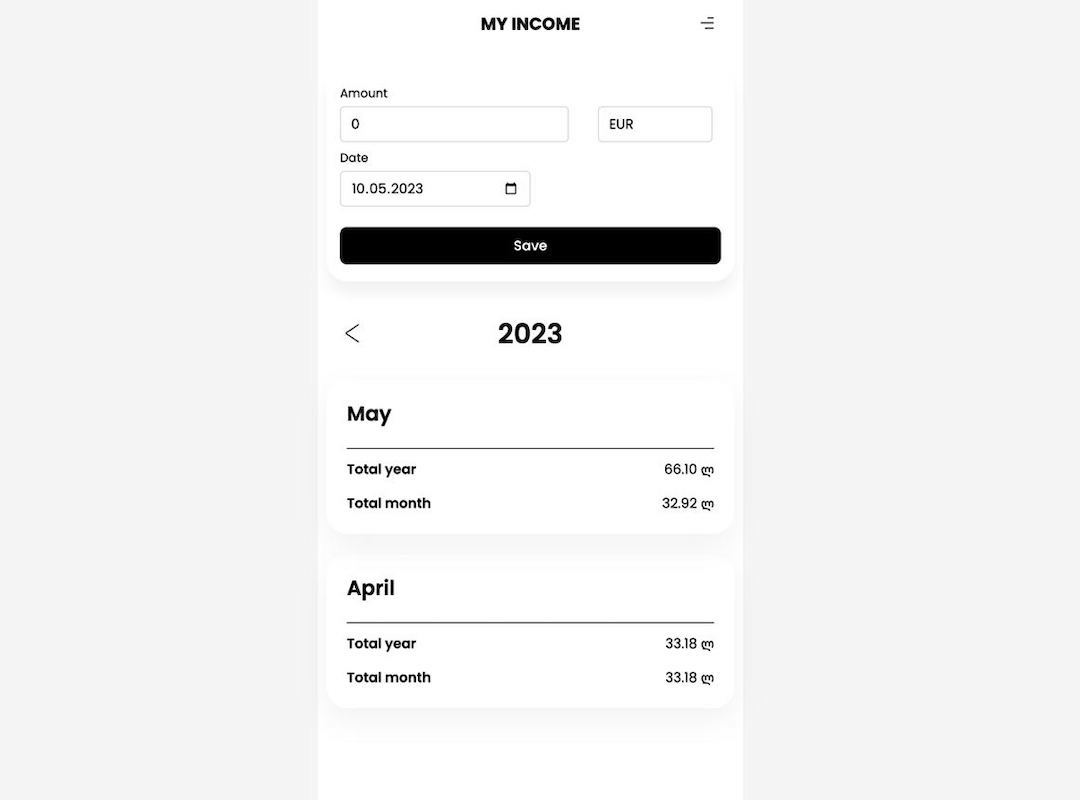 MY INCOME
Amount
0 EUR
Date
10.05.2023
Save
2023
May
Total year 66.10 ლ
Total month 32.92 ლ
April
Total year 33.18 ლ
Total month 33.18 ლ